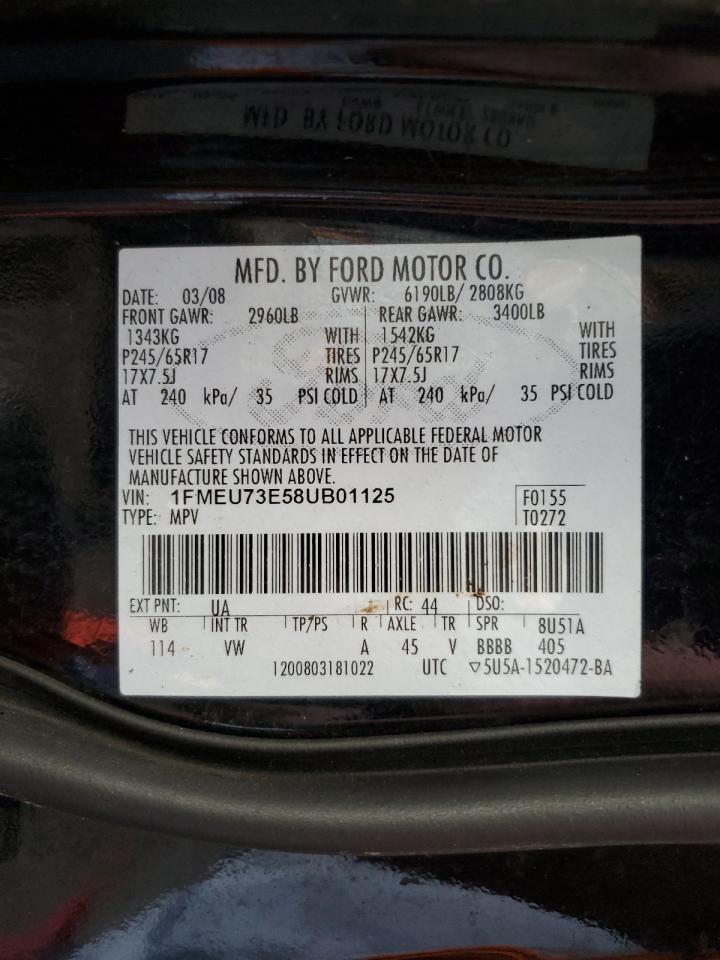 MFD. BY FORD MOTOR CO
MFD. BY FORD MOTOR CO.
DATE: 03/08 GVWR: 6190LB/ 2808KG
FRONT GAWR: 2960LB REAR GAWR: 3400LB
1343KG WITH 1542KG WITH
P245/65R17 TIRES P245/65R17 TIRES
17X7.5J RIMS 17X7.5J RIMS
AT 240 kPa/ 35 PSI COLD AT 240 kPa/ 35 PSI COLD
THIS VEHICLE CONFORMS TO ALL APPLICABLE FEDERAL MOTOR
VEHICLE SAFETY STANDARDS IN EFFECT ON THE DATE OF
MANUFACTURE SHOWN ABOVE.
VIN: 1FMEU73E58UB01125 F0155
TYPE: MPV T0272
EXT PNT: UA RC: 44 DSO:
WB INT TR TP/PS R AXLE TR SPR 8U51A
114 VW A 45 V BBBB 405
1200803181022 UTC ▽5U5A-1520472-BA